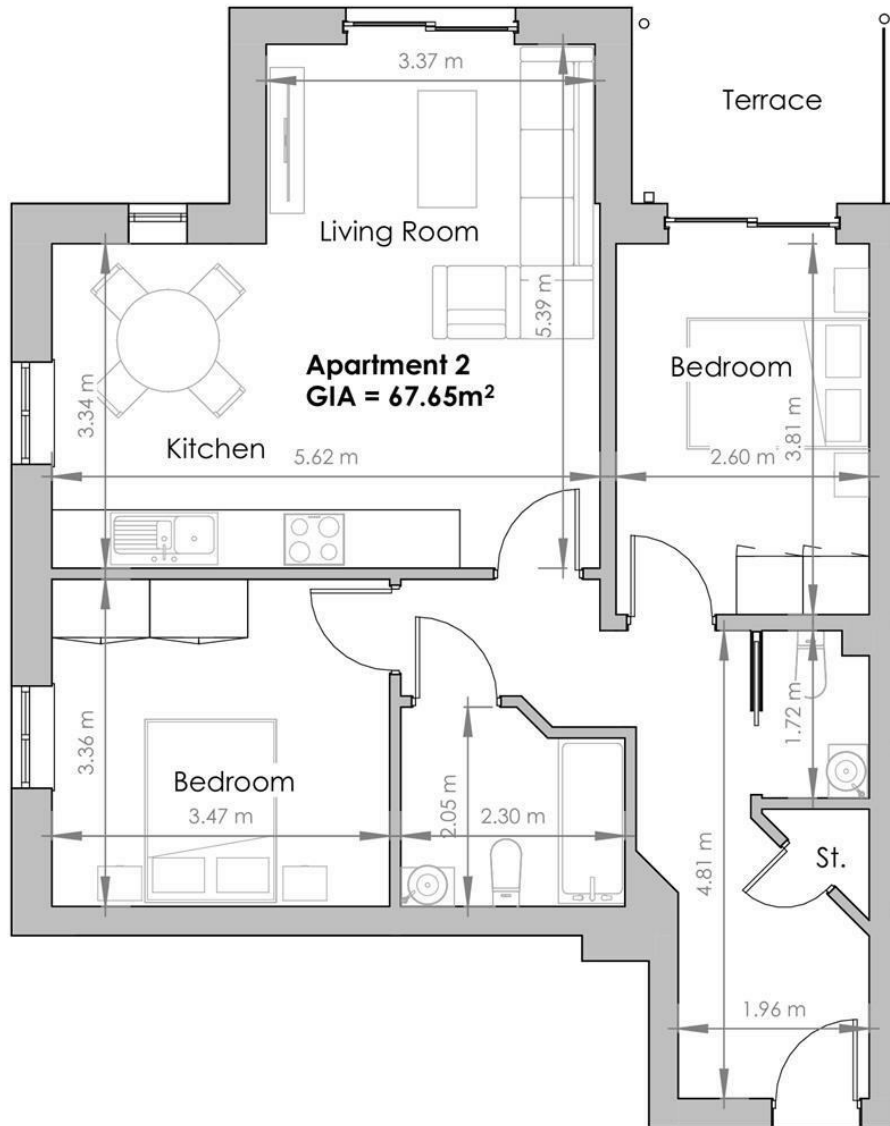 3.37 m
Terrace
Living Room
5.39 m
Apartment 2
GIA = 67.65m²
Bedroom
3.34 m
3.81 m
Kitchen
5.62 m
2.60 m
3.36 m
1.72 m
Bedroom
3.47 m
2.05 m
2.30 m
4.81 m
St.
1.96 m